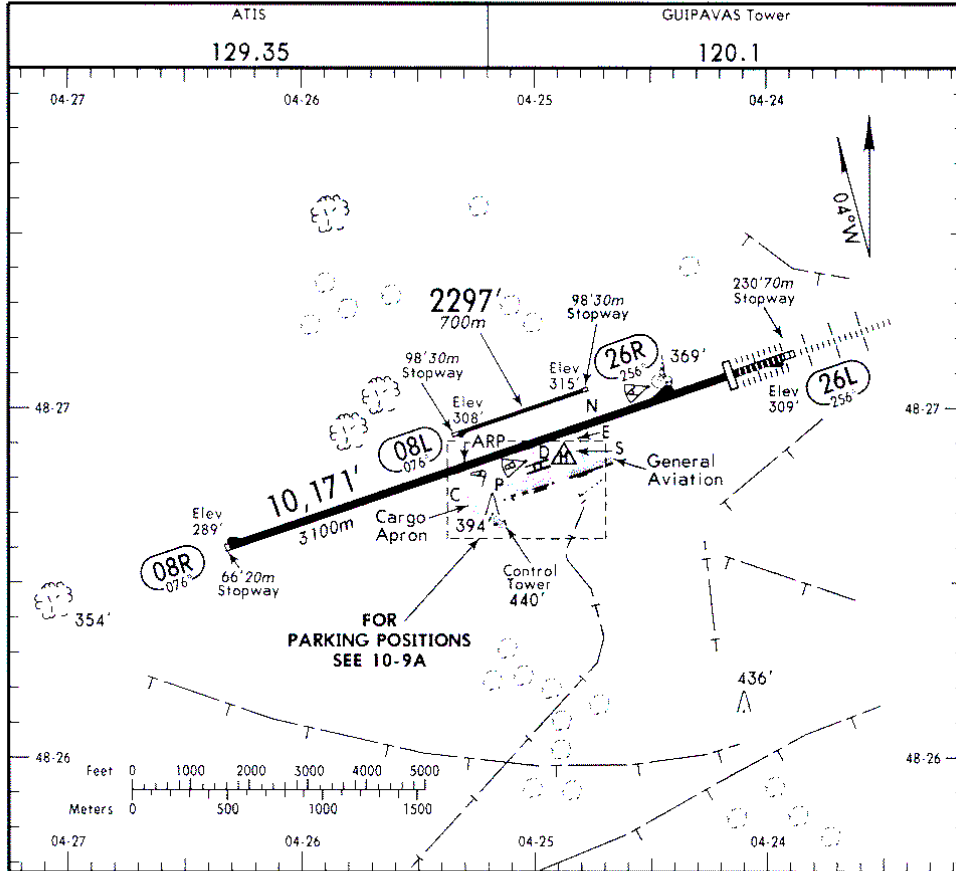 ATIS
129.35
GUIPAVAS Tower
120.1
04-27
04-26
04-25
04-24
04°W
2297'
700m
98'30m
Stopway
230'70m
Stopway
98'30m
Stopway
26R
256°
369'
Elev
315'
Elev
308'
Elev
309'
26L
256°
48-27
48-27
N
08L
076°
ARP
E
D
S
B
H
General
Aviation
C
P
10,171'
3100m
Elev
289'
Cargo
Apron
394'
08R
076°
66'20m
Stopway
Control
Tower
440'
354'
FOR
PARKING POSITIONS
SEE 10-9A
436'
48-26
48-26
Feet 0 1000 2000 3000 4000 5000
Meters 0 500 1000 1500
04-27
04-26
04-25
04-24